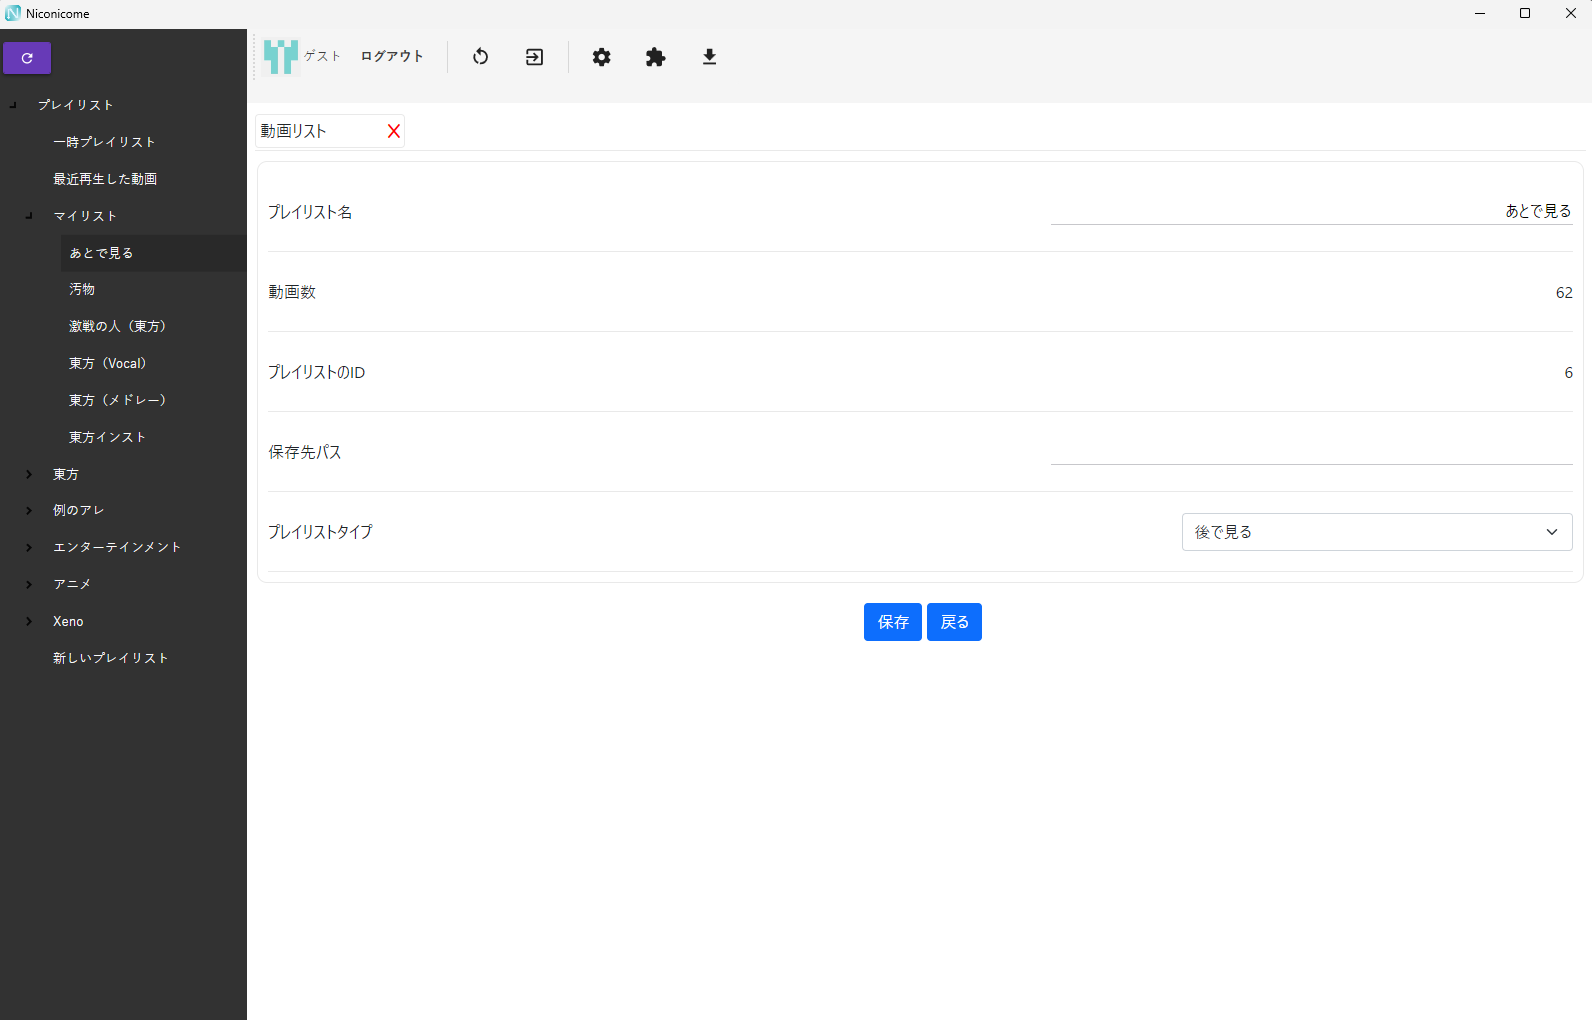 Niconicome
ゲスト ログアウト
プレイリスト
一時プレイリスト
最近再生した動画
マイリスト
あとで見る
汚物
激戦の人（東方）
東方（Vocal）
東方（メドレー）
東方インスト
東方
例のアレ
エンターテインメント
アニメ
Xeno
新しいプレイリスト
動画リスト X
プレイリスト名 あとで見る
動画数 62
プレイリストのID 6
保存先パス
プレイリストタイプ 後で見る
保存 戻る